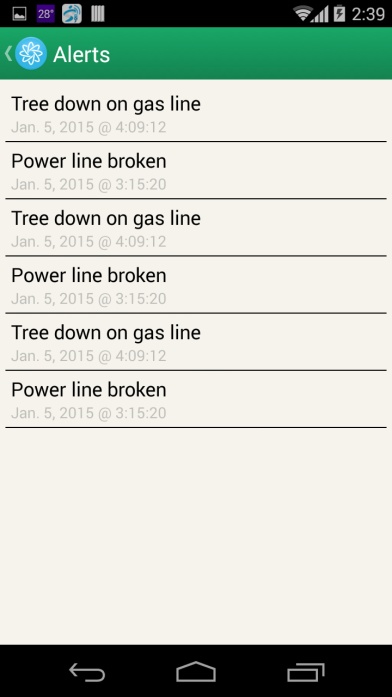 28° 2:39
Alerts
Tree down on gas line
Jan. 5, 2015 @ 4:09:12
Power line broken
Jan. 5, 2015 @ 3:15:20
Tree down on gas line
Jan. 5, 2015 @ 4:09:12
Power line broken
Jan. 5, 2015 @ 3:15:20
Tree down on gas line
Jan. 5, 2015 @ 4:09:12
Power line broken
Jan. 5, 2015 @ 3:15:20